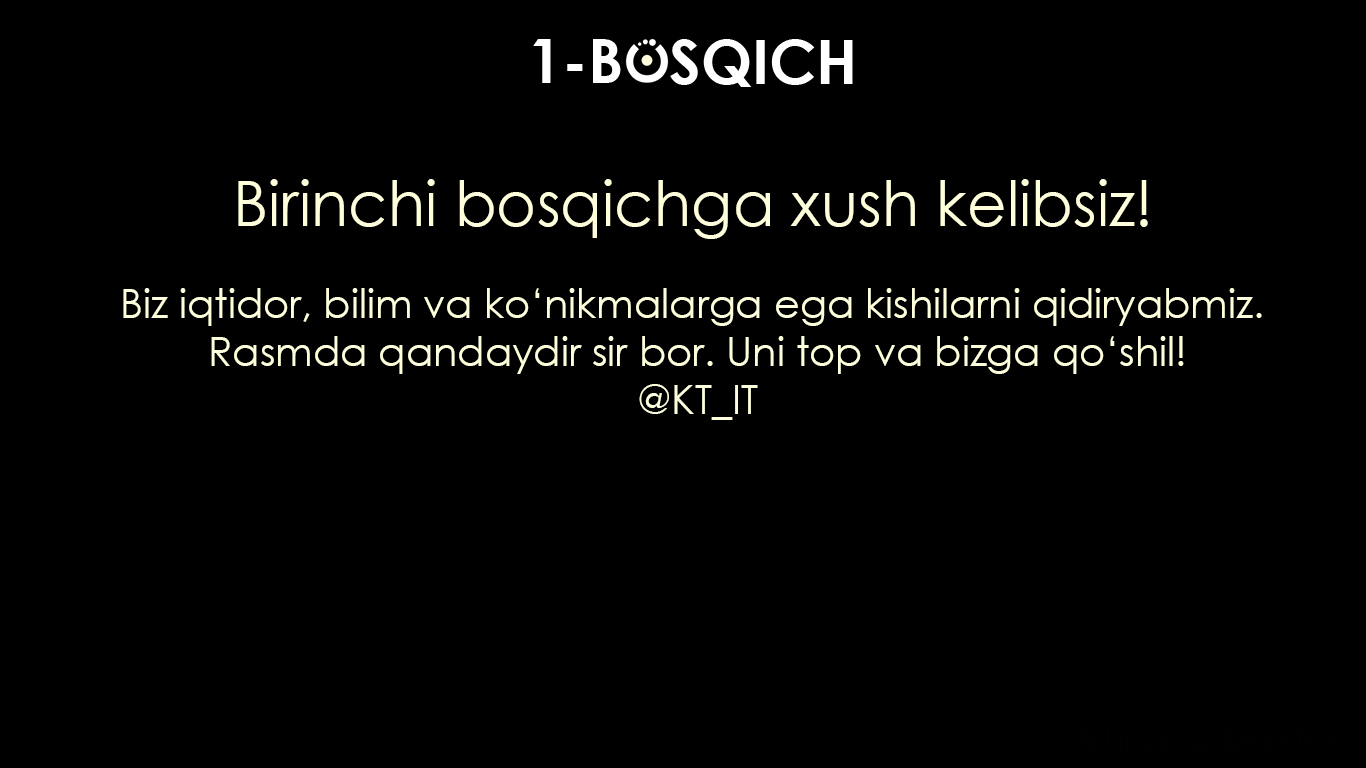 1-BOSQICH
Birinchi bosqichga xush kelibsiz!
Biz iqtidor, bilim va ko‘nikmalarga ega kishilarni qidiryabmiz.
Rasmda qandaydir sir bor. Uni top va bizga qo‘shil!
@KT_IT